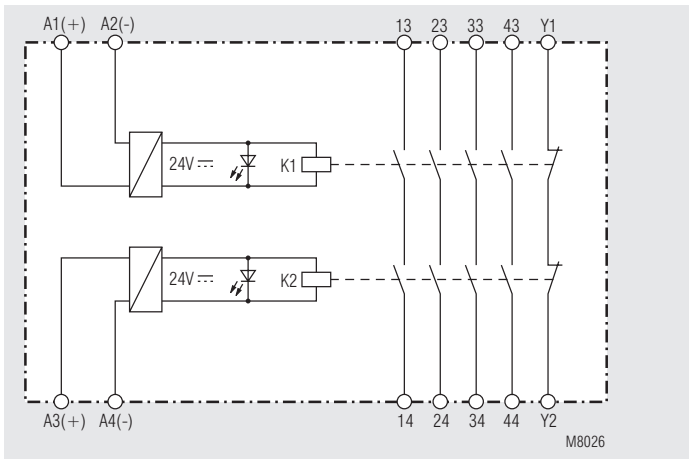 A1(+) A2(-) 13 23 33 43 Y1
24V K1
24V K2
A3(+) A4(-) 14 24 34 44 Y2
M8026